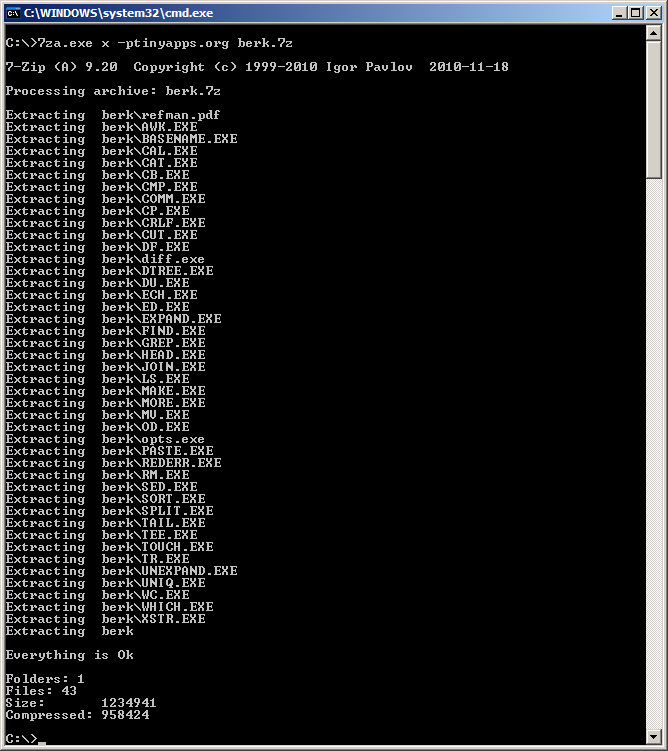 C:\WINDOWS\system32\cmd.exe
C:\>7za.exe x -ptinyapps.org berk.7z
7-Zip (A) 9.20  Copyright (c) 1999-2010 Igor Pavlov  2010-11-18
Processing archive: berk.7z
Extracting  berk\refman.pdf
Extracting  berk\AWK.EXE
Extracting  berk\BASENAME.EXE
Extracting  berk\CAL.EXE
Extracting  berk\CAT.EXE
Extracting  berk\CB.EXE
Extracting  berk\CMP.EXE
Extracting  berk\COMM.EXE
Extracting  berk\CP.EXE
Extracting  berk\CRLF.EXE
Extracting  berk\CUT.EXE
Extracting  berk\DF.EXE
Extracting  berk\diff.exe
Extracting  berk\DTREE.EXE
Extracting  berk\DU.EXE
Extracting  berk\ECH.EXE
Extracting  berk\ED.EXE
Extracting  berk\EXPAND.EXE
Extracting  berk\FIND.EXE
Extracting  berk\GREP.EXE
Extracting  berk\HEAD.EXE
Extracting  berk\JOIN.EXE
Extracting  berk\LS.EXE
Extracting  berk\MAKE.EXE
Extracting  berk\MORE.EXE
Extracting  berk\MV.EXE
Extracting  berk\OD.EXE
Extracting  berk\opts.exe
Extracting  berk\PASTE.EXE
Extracting  berk\REDERR.EXE
Extracting  berk\RM.EXE
Extracting  berk\SED.EXE
Extracting  berk\SORT.EXE
Extracting  berk\SPLIT.EXE
Extracting  berk\TAIL.EXE
Extracting  berk\TEE.EXE
Extracting  berk\TOUCH.EXE
Extracting  berk\TR.EXE
Extracting  berk\UNEXPAND.EXE
Extracting  berk\UNIQ.EXE
Extracting  berk\WC.EXE
Extracting  berk\WHICH.EXE
Extracting  berk\XSTR.EXE
Extracting  berk
Everything is Ok
Folders: 1
Files: 43
Size:       1234941
Compressed: 958424
C:\>_